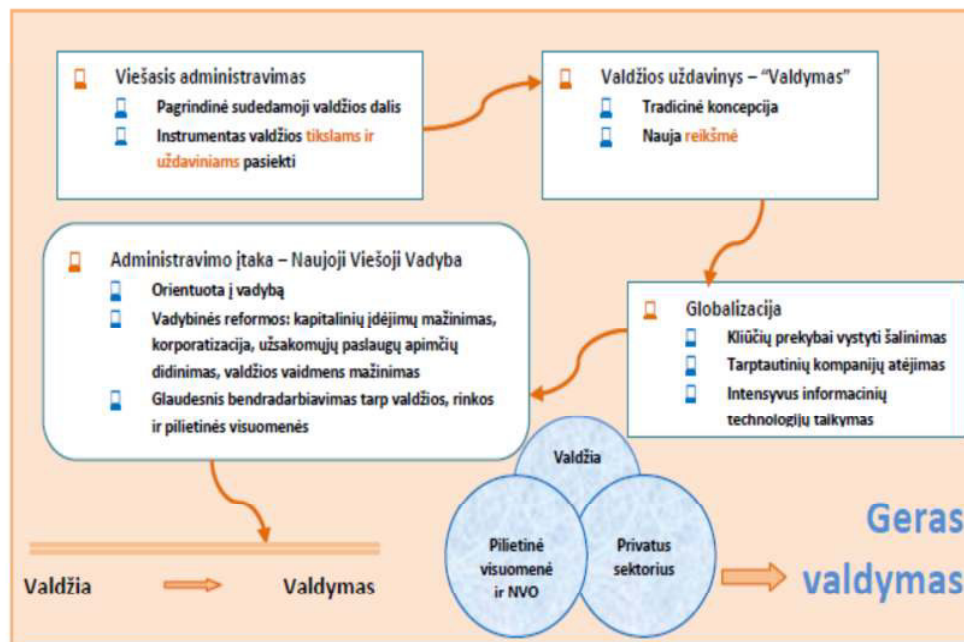 Viešasis administravimas
Pagrindinė sudedamoji valdžios dalis
Instrumentas valdžios tikslams ir
uždaviniams pasiekti
Valdžios uždavinys – “Valdymas”
Tradicinė koncepcija
Nauja reikšmė
Administravimo įtaka – Naujoji Viešoji Vadyba
Orientuota į vadybą
Vadybinės reformos: kapitalinių įdėjimų mažinimas,
korporatizacija, užsakomųjų paslaugų apimčių
didinimas, valdžios vaidmens mažinimas
Glaudesnis bendradarbiavimas tarp valdžios, rinkos
ir pilietinės visuomenės
Globalizacija
Kliūčių prekybai vystyti šalinimas
Tarptautinių kompanijų atėjimas
Intensyvus informacinių
technologijų taikymas
Valdžia
Pilietinė
visuomenė
ir NVO
Privatus
sektorius
Geras
valdymas
Valdžia
Valdymas